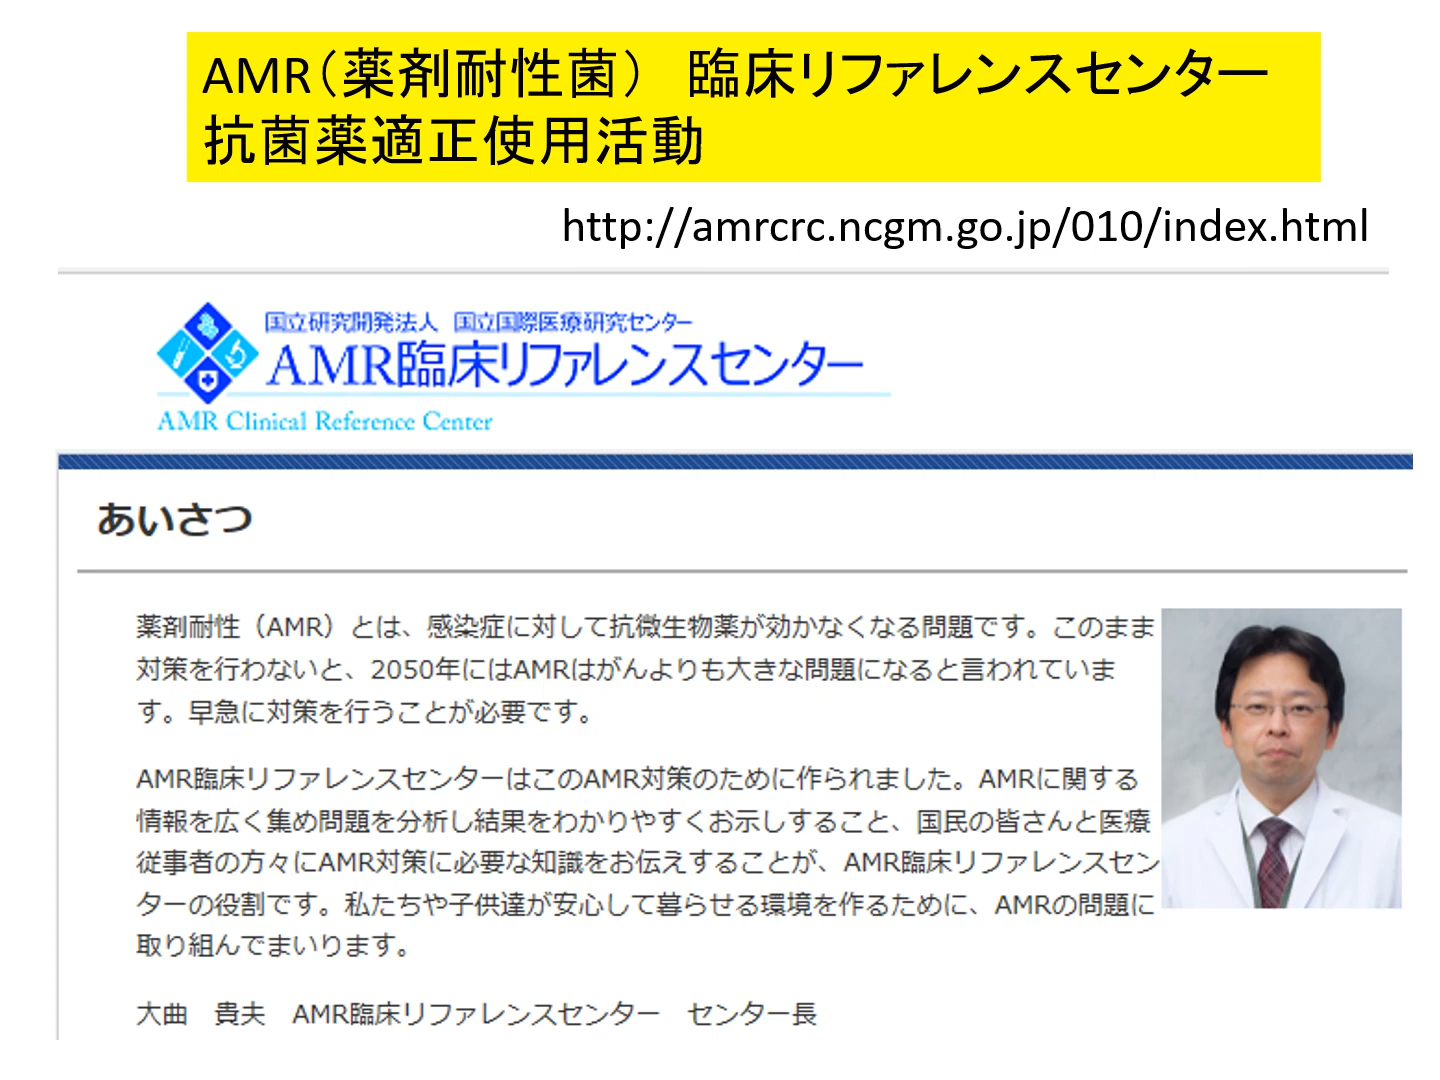 AMR（薬剤耐性菌）　臨床リファレンスセンター
抗菌薬適正使用活動
http://amrcrc.ncgm.go.jp/010/index.html
国立研究開発法人　国立国際医療研究センター
AMR臨床リファレンスセンター
AMR Clinical Reference Center
あいさつ
薬剤耐性（AMR）とは、感染症に対して抗微生物薬が効かなくなる問題です。このまま
対策を行わないと、2050年にはAMRはがんよりも大きな問題になると言われていま
す。早急に対策を行うことが必要です。
AMR臨床リファレンスセンターはこのAMR対策のために作られました。AMRに関する
情報を広く集め問題を分析し結果をわかりやすくお示しすること、国民の皆さんと医療
従事者の方々にAMR対策に必要な知識をお伝えすることが、AMR臨床リファレンスセン
ターの役割です。私たちや子供達が安心して暮らせる環境を作るために、AMRの問題に
取り組んでまいります。
大曲　貴夫　AMR臨床リファレンスセンター　センター長